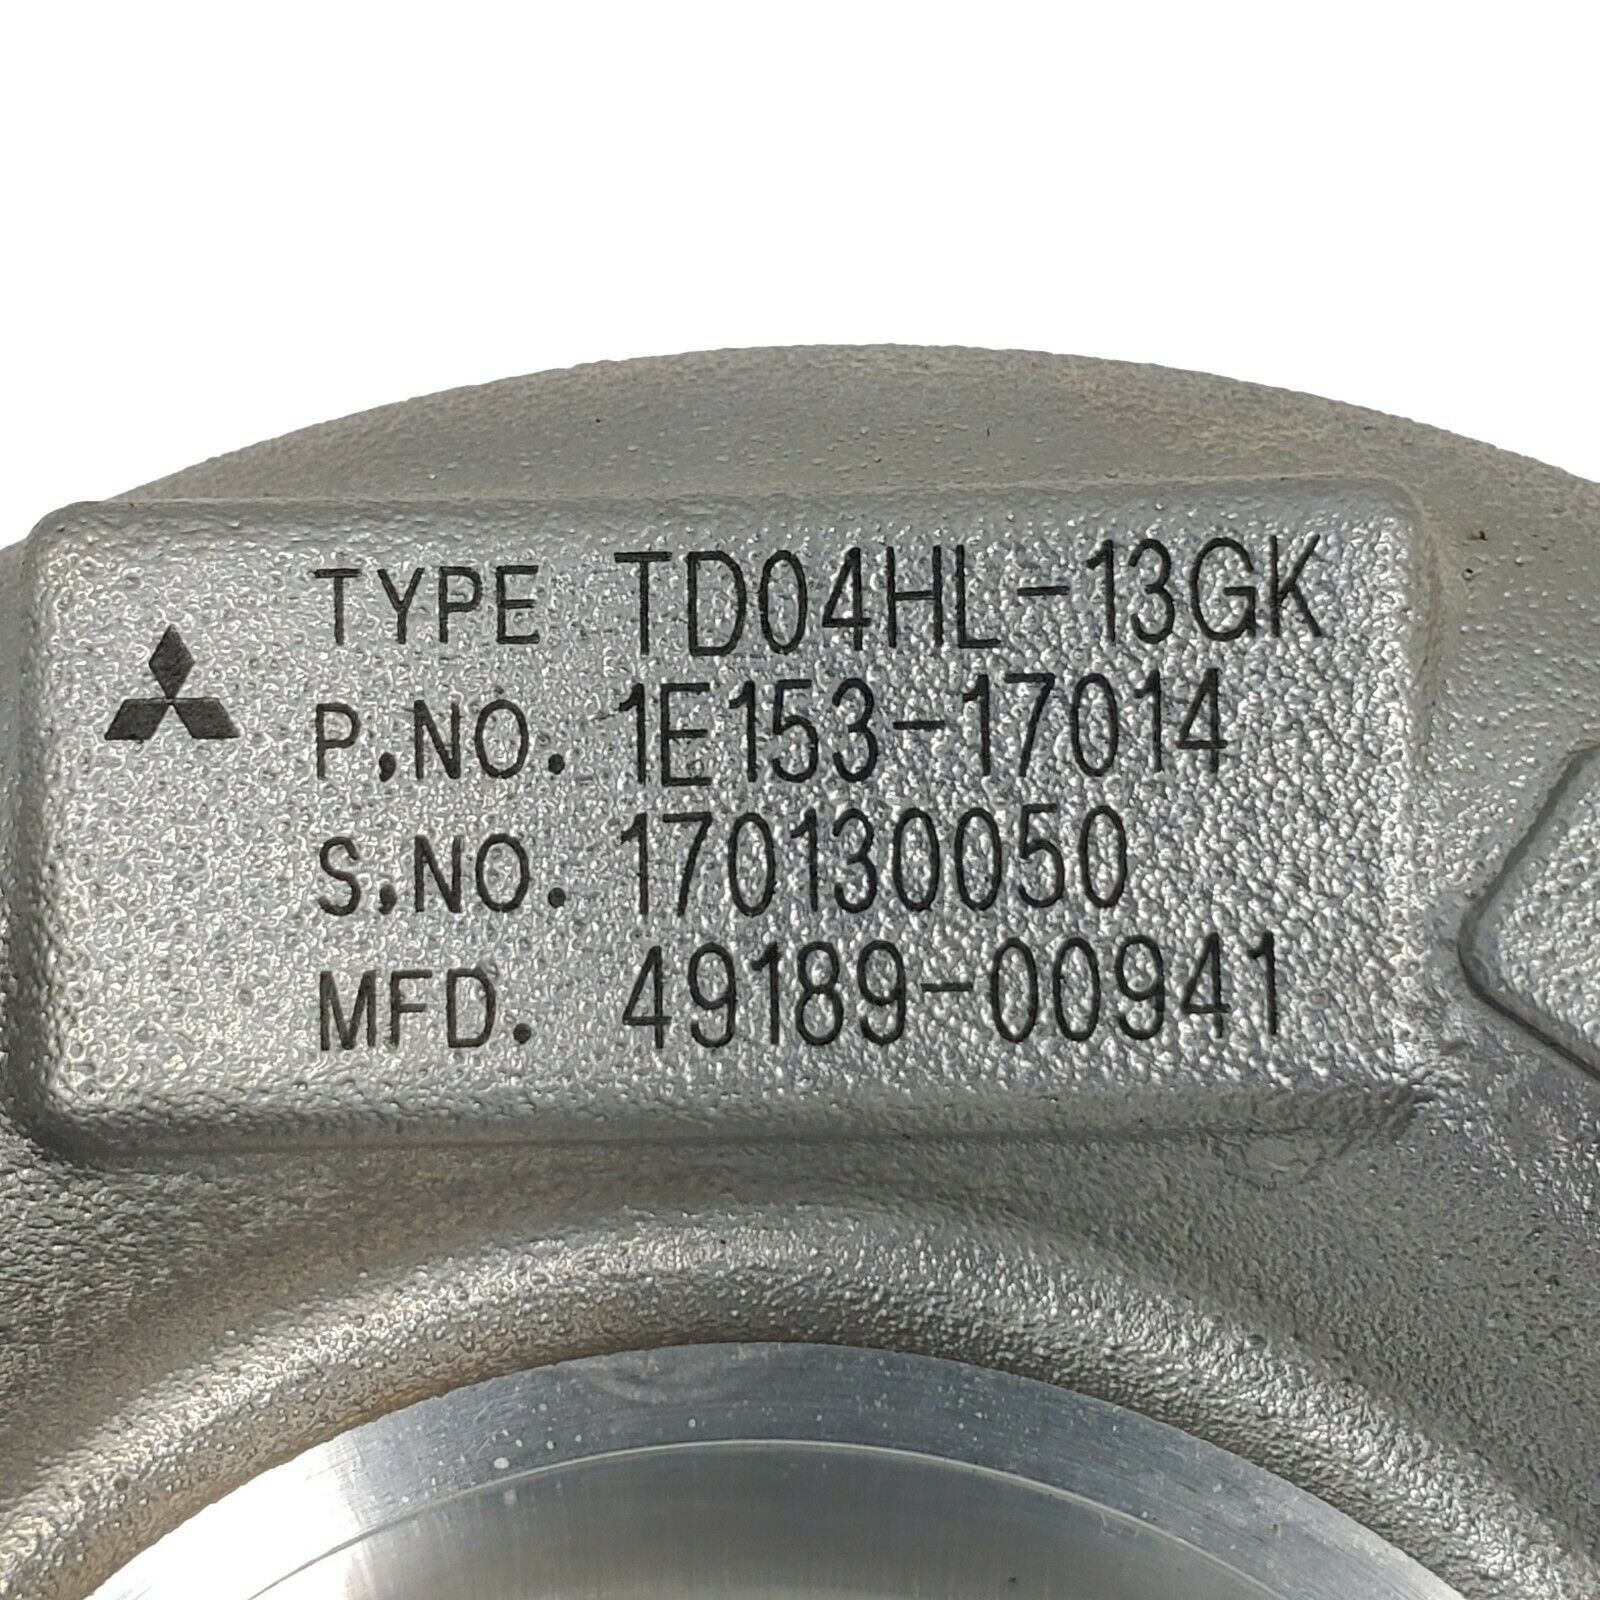 TYPE TD04HL-13GK
P.NO. 1E153-17014
S.NO. 170130050
MFD. 49189-00941